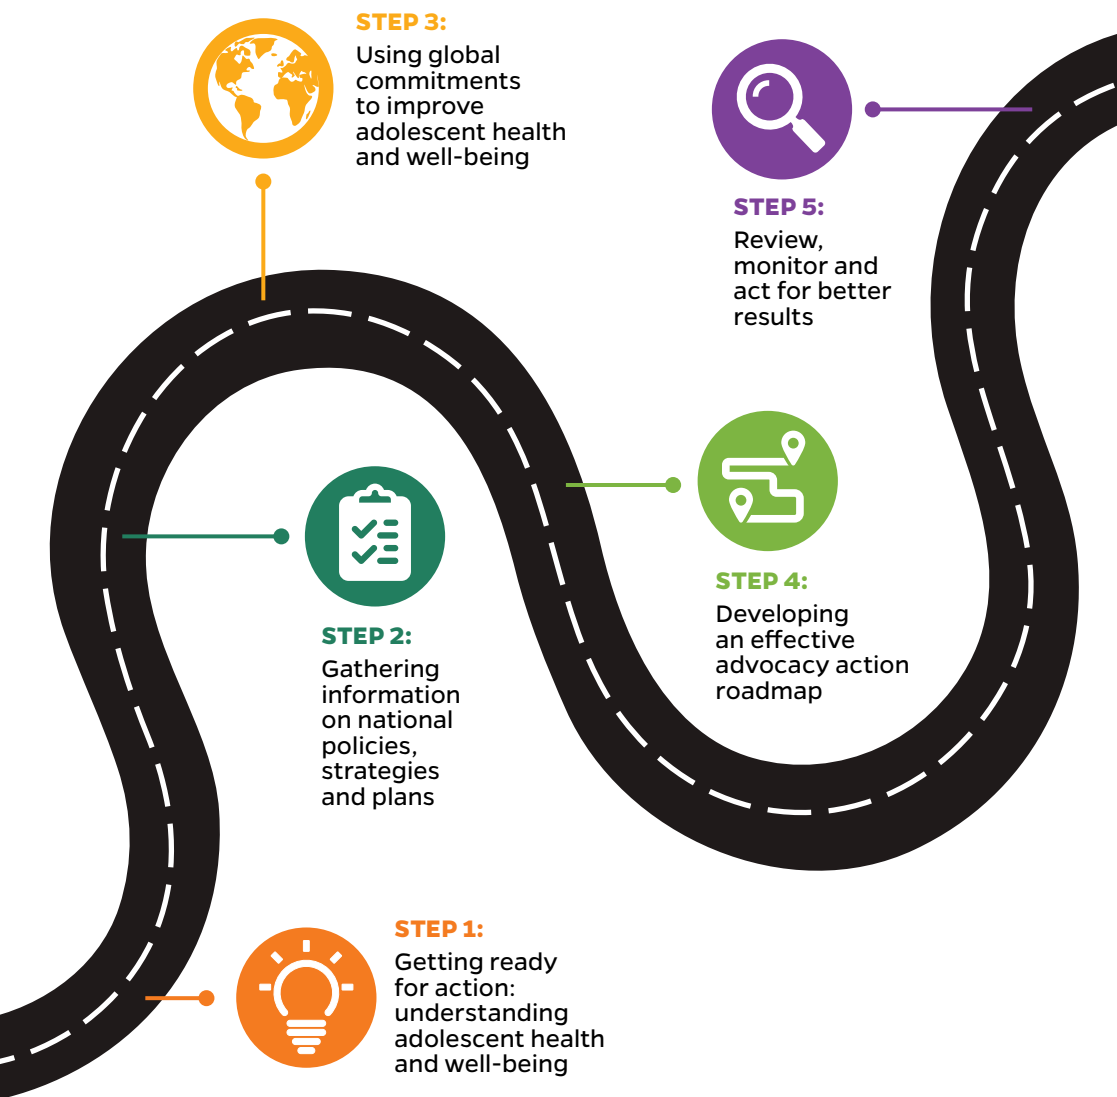 STEP 3:
Using global
commitments
to improve
adolescent health
and well-being
STEP 5:
Review,
monitor and
act for better
results
STEP 2:
Gathering
information
on national
policies,
strategies
and plans
STEP 4:
Developing
an effective
advocacy action
roadmap
STEP 1:
Getting ready
for action:
understanding
adolescent health
and well-being